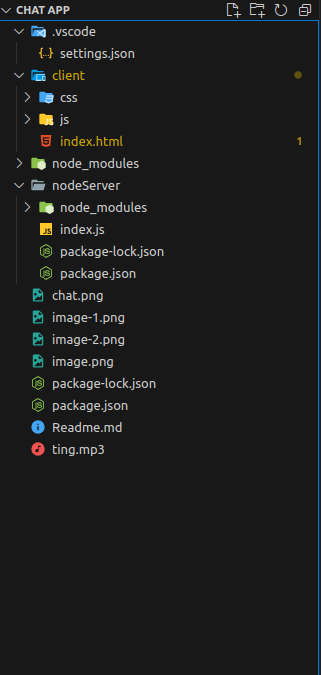 CHAT APP
.vscode
{..} settings.json
client
css
js
index.html 1
node_modules
nodeServer
node_modules
JS index.js
package-lock.json
package.json
chat.png
image-1.png
image-2.png
image.png
package-lock.json
package.json
Readme.md
ting.mp3